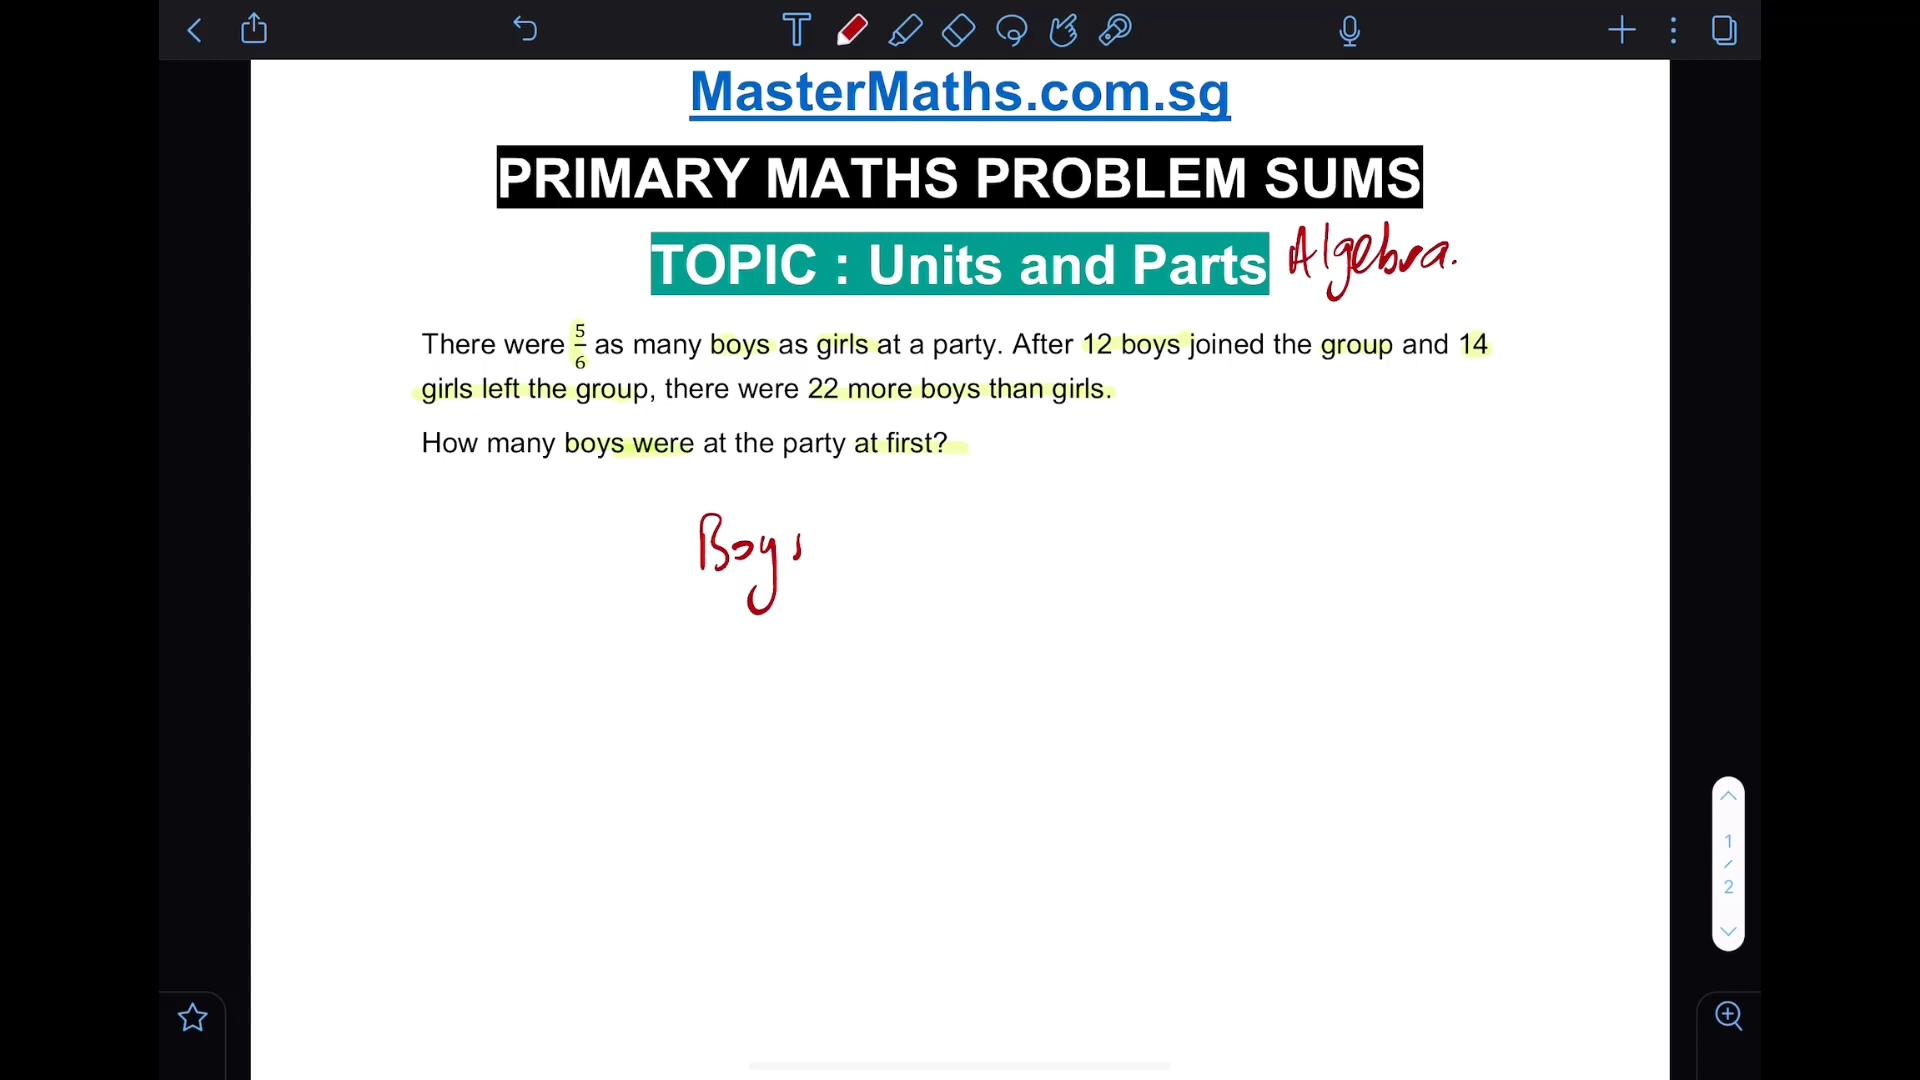 MasterMaths.com.sg
PRIMARY MATHS PROBLEM SUMS
TOPIC : Units and Parts Algebra.
There were 5/6 as many boys as girls at a party. After 12 boys joined the group and 14
girls left the group, there were 22 more boys than girls.
How many boys were at the party at first?
Boys
1
/
2